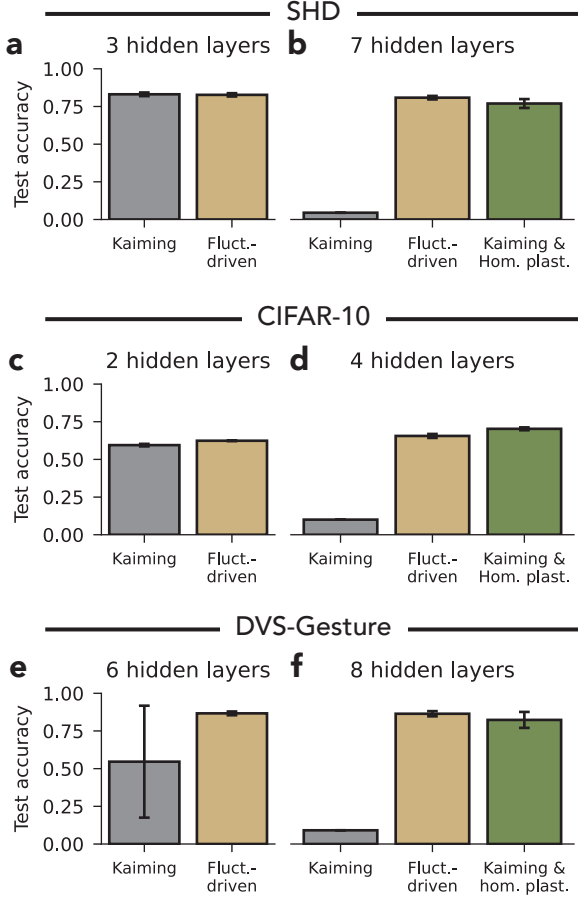 SHD
a 3 hidden layers b 7 hidden layers
Test accuracy
1.00
0.75
0.50
0.25
0.00
Kaiming Fluct.- Kaiming Fluct.- Kaiming &
driven driven Hom. plast.
CIFAR-10
c 2 hidden layers d 4 hidden layers
Test accuracy
1.00
0.75
0.50
0.25
0.00
Kaiming Fluct.- Kaiming Fluct.- Kaiming &
driven driven Hom. plast.
DVS-Gesture
e 6 hidden layers f 8 hidden layers
Test accuracy
1.00
0.75
0.50
0.25
0.00
Kaiming Fluct.- Kaiming Fluct.- Kaiming &
driven driven hom. plast.